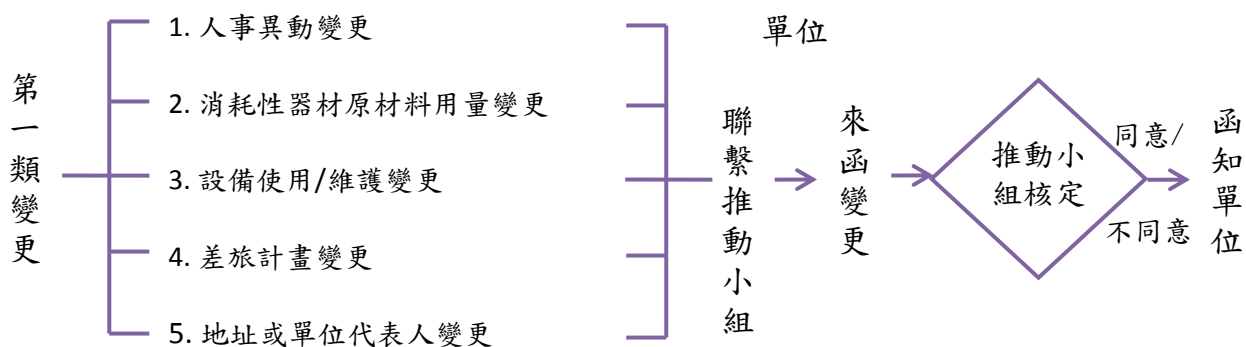 第一類變更
1. 人事異動變更
2. 消耗性器材原材料用量變更
3. 設備使用/維護變更
4. 差旅計畫變更
5. 地址或單位代表人變更
單位
聯繫推動小組
來函變更
推動小
組核定
同意/
不同意
函知單位